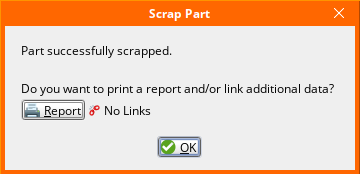 Scrap Part
Part successfully scrapped.
Do you want to print a report and/or link additional data?
Report No Links
OK